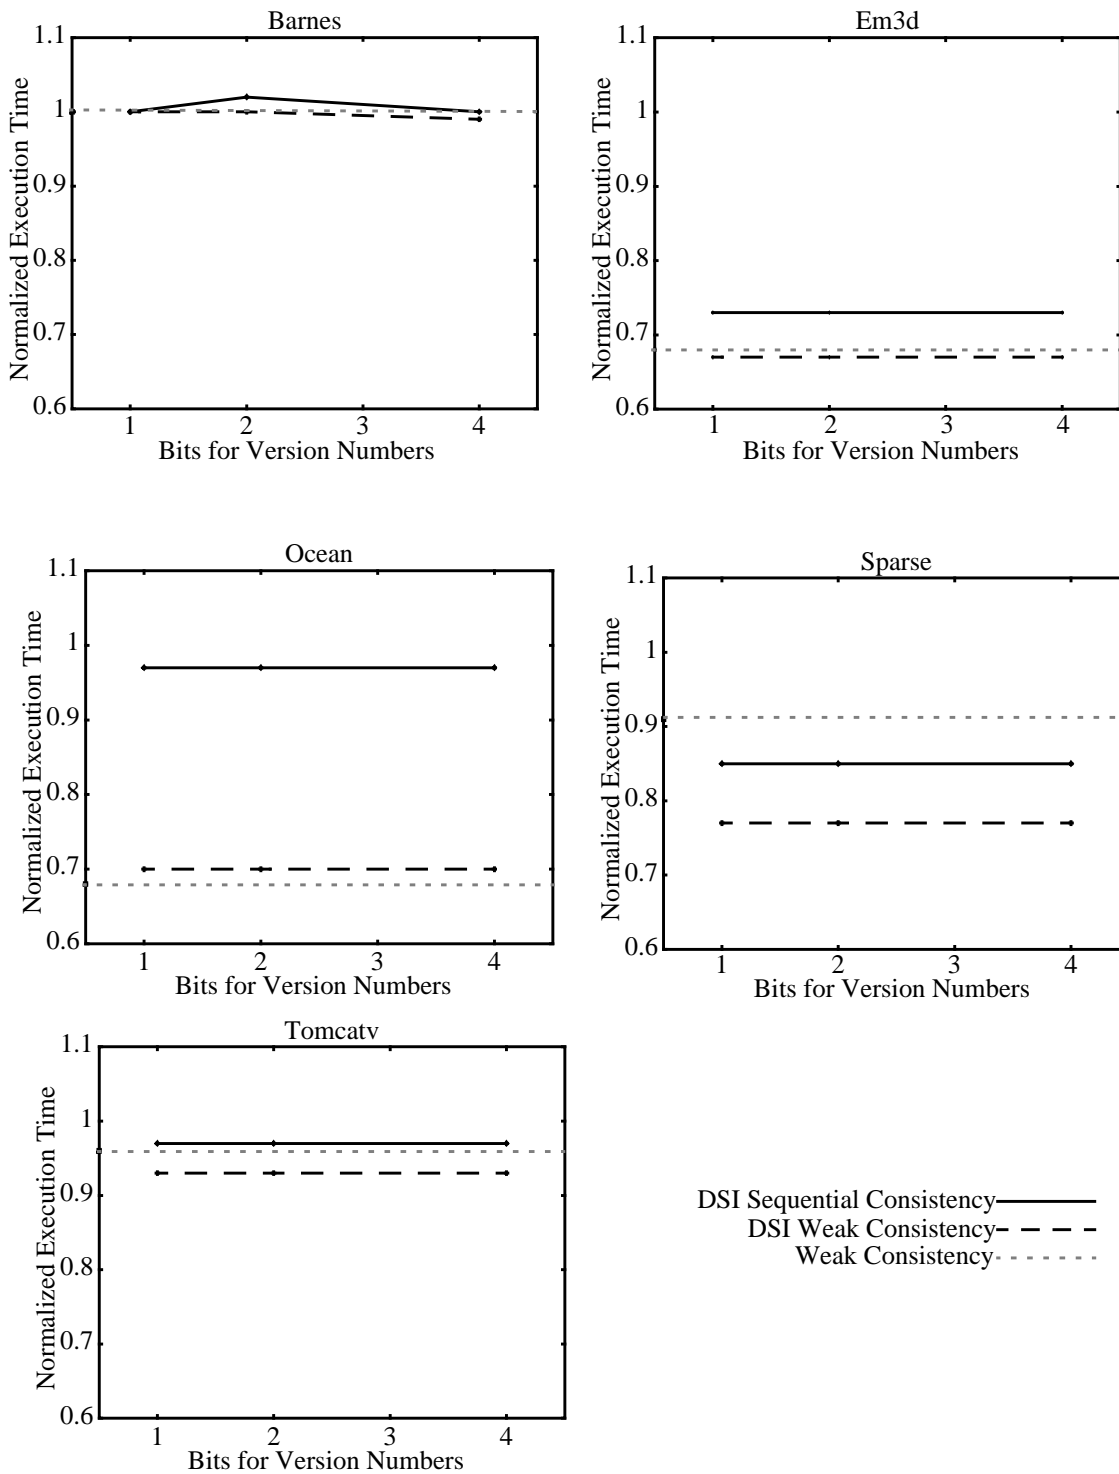 Barnes
1.1
1
0.9
0.8
0.7
0.6
Normalized Execution Time
1 2 3 4
Bits for Version Numbers
Em3d
1.1
1
0.9
0.8
0.7
0.6
Normalized Execution Time
1 2 3 4
Bits for Version Numbers
Ocean
1.1
1
0.9
0.8
0.7
0.6
Normalized Execution Time
1 2 3 4
Bits for Version Numbers
Sparse
1.1
1
0.9
0.8
0.7
0.6
Normalized Execution Time
1 2 3 4
Bits for Version Numbers
Tomcatv
1.1
1
0.9
0.8
0.7
0.6
Normalized Execution Time
1 2 3 4
Bits for Version Numbers
DSI Sequential Consistency
DSI Weak Consistency
Weak Consistency